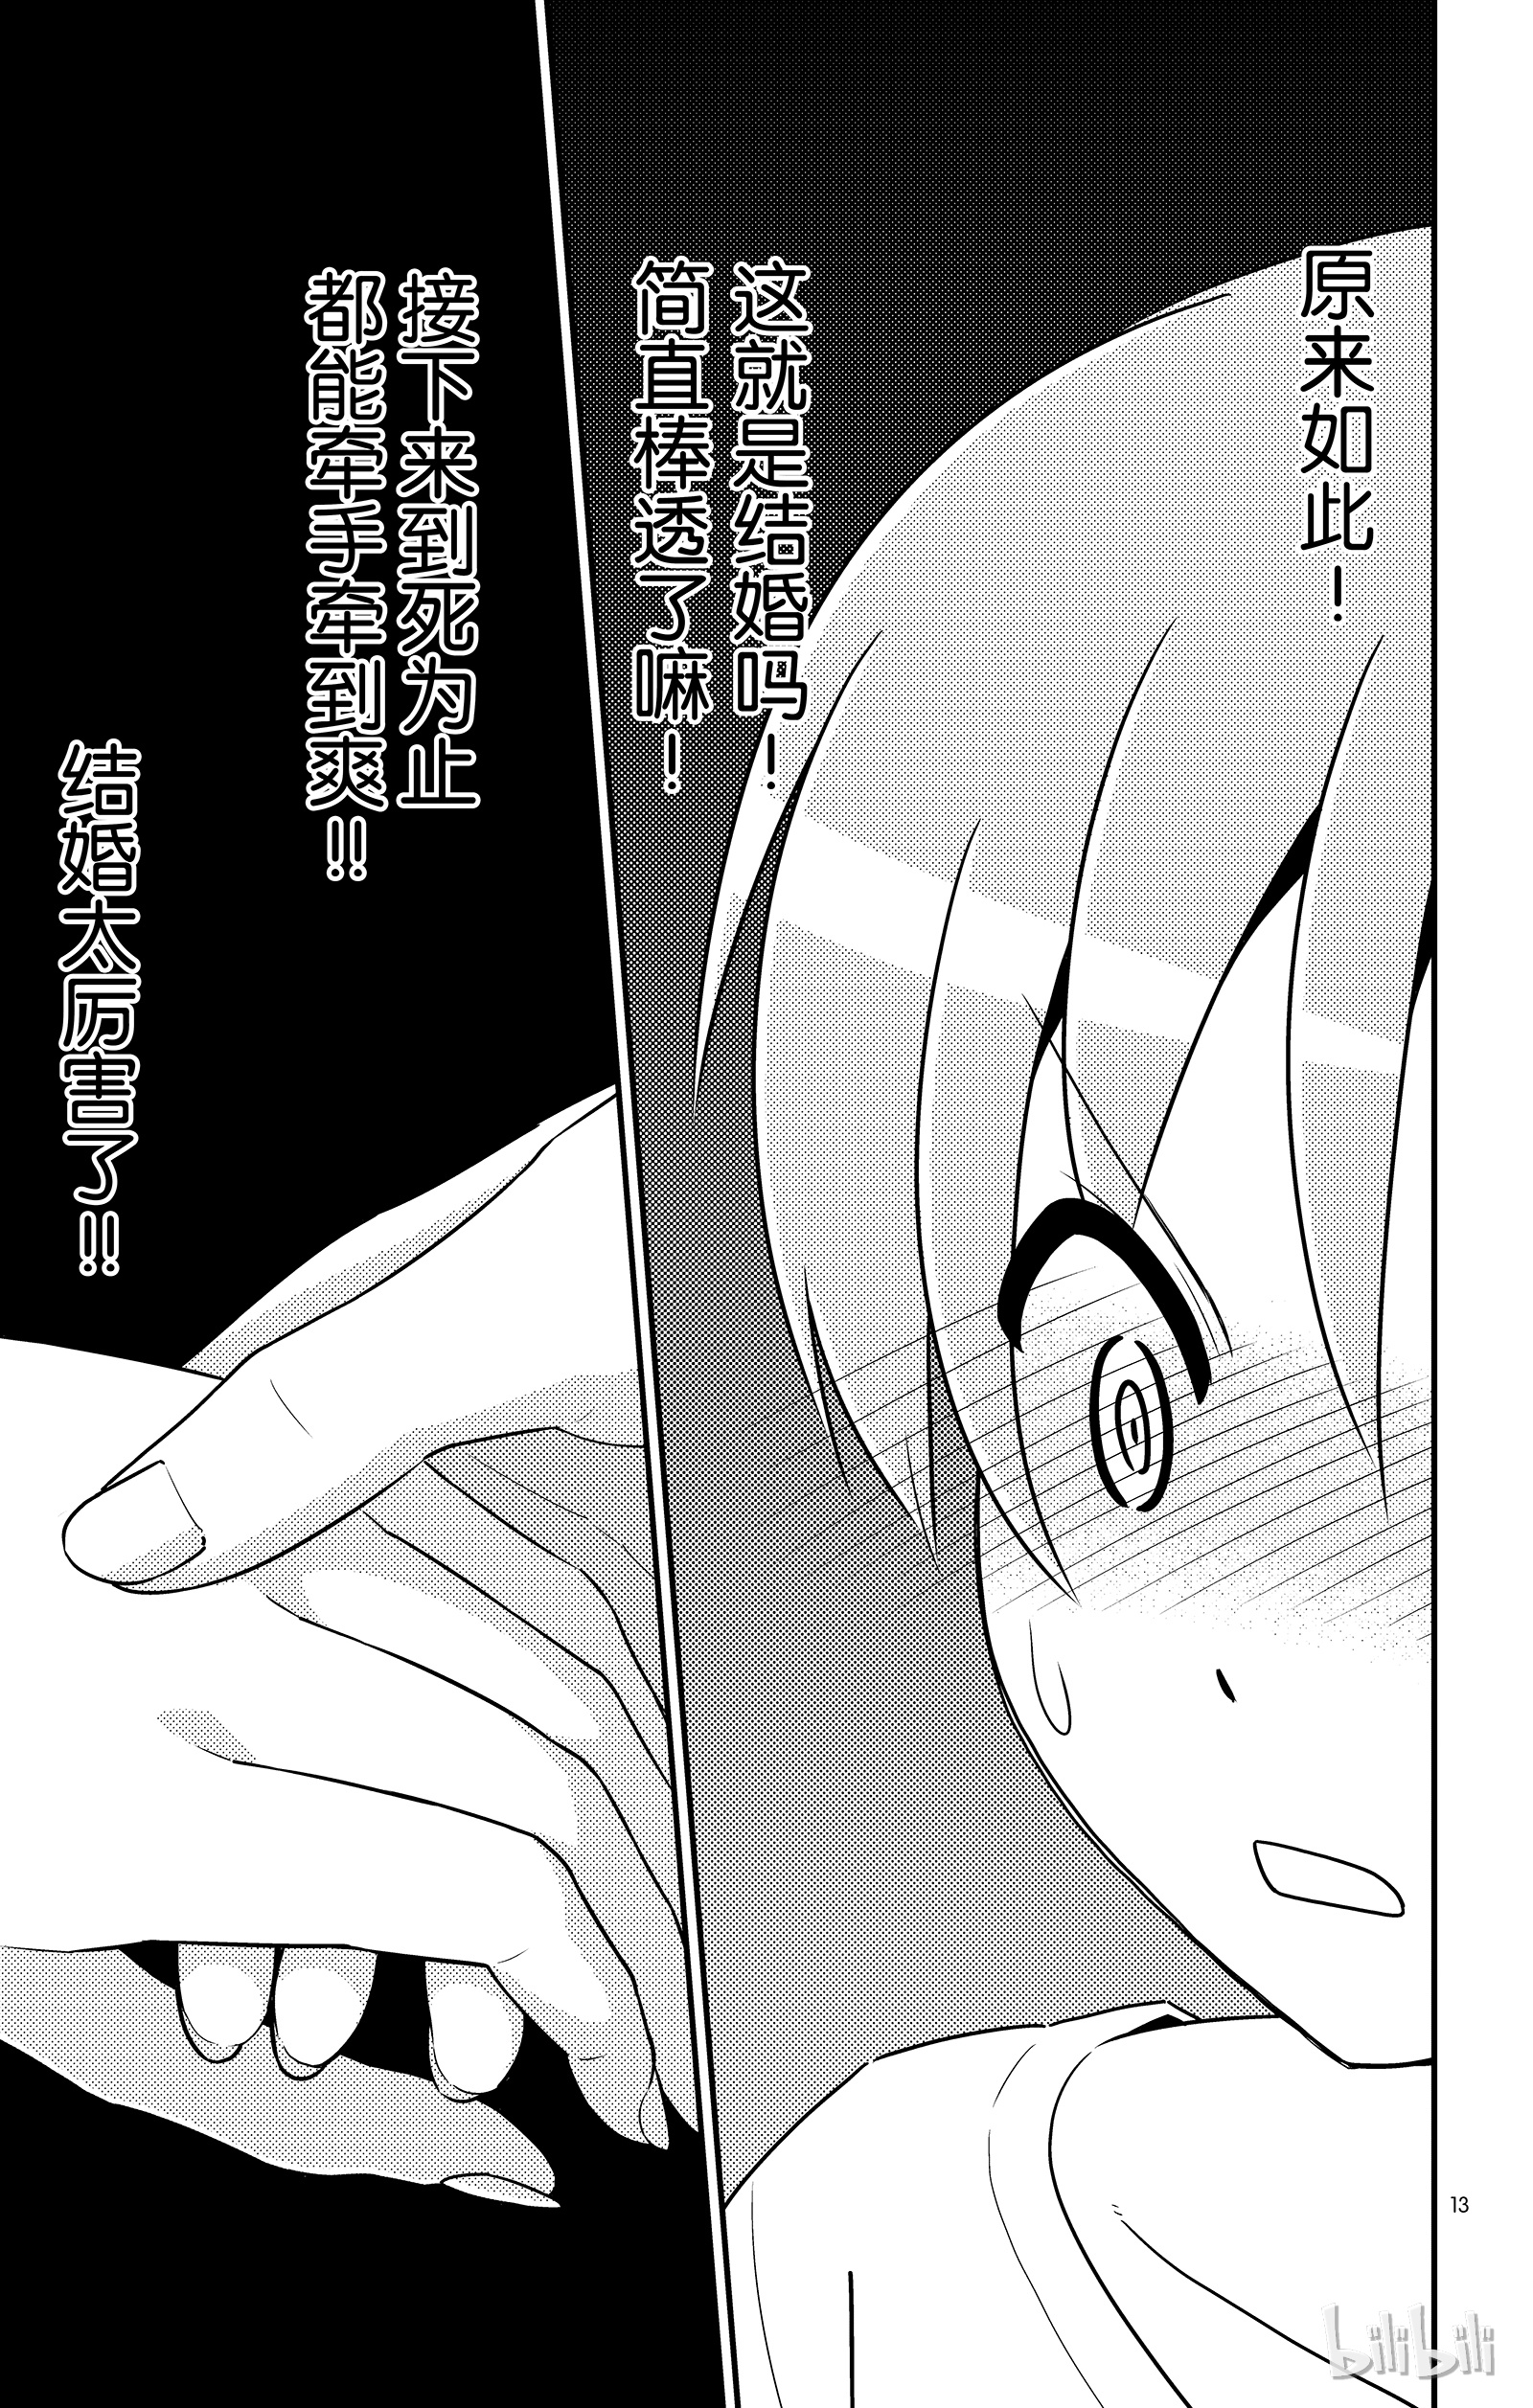 原来如此！
这就是结婚吗！
简直棒透了嘛！
接下来到死为止
都能牵手牵到爽!!
结婚太厉害了!!
13
bilibili